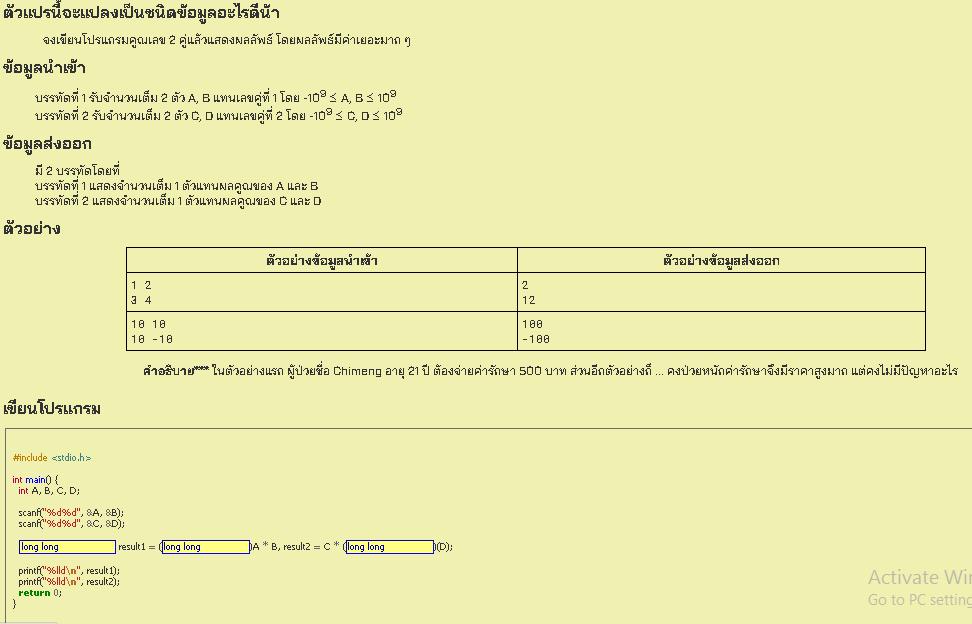 ตัวแปรนี้จะแปลงเป็นชนิดข้อมูลอะไรดีน้า
จงเขียนโปรแกรมคูณเลข 2 คู่แล้วแสดงผลลัพธ์ โดยผลลัพธ์มีค่าเยอะมาก ๆ
ข้อมูลนำเข้า
บรรทัดที่ 1 รับจำนวนเต็ม 2 ตัว A, B แทนเลขคู่ที่ 1 โดย -10⁹ ≤ A, B ≤ 10⁹
บรรทัดที่ 2 รับจำนวนเต็ม 2 ตัว C, D แทนเลขคู่ที่ 2 โดย -10⁹ ≤ C, D ≤ 10⁹
ข้อมูลส่งออก
มี 2 บรรทัดโดยที่
บรรทัดที่ 1 แสดงจำนวนเต็ม 1 ตัวแทนผลคูณของ A และ B
บรรทัดที่ 2 แสดงจำนวนเต็ม 1 ตัวแทนผลคูณของ C และ D
ตัวอย่าง
ตัวอย่างข้อมูลนำเข้า ตัวอย่างข้อมูลส่งออก
1 2 2
3 4 12
10 10 100
10 -10 -100
คำอธิบาย*** ในตัวอย่างแรก ผู้ป่วยชื่อ Chimeng อายุ 21 ปี ต้องจ่ายค่ารักษา 500 บาท ส่วนอีกตัวอย่างก็ ... คงป่วยหนักค่ารักษาจึงมีราคาสูงมาก แต่คงไม่มีปัญหาอะไร
เขียนโปรแกรม
#include <stdio.h>
int main() {
int A, B, C, D;
scanf("%d%d", &A, &B);
scanf("%d%d", &C, &D);
long long result1 = (long long)A * B, result2 = C * (long long)(D);
printf("%lld\n", result1);
printf("%lld\n", result2);
return 0;
}
Activate Win
Go to PC setting